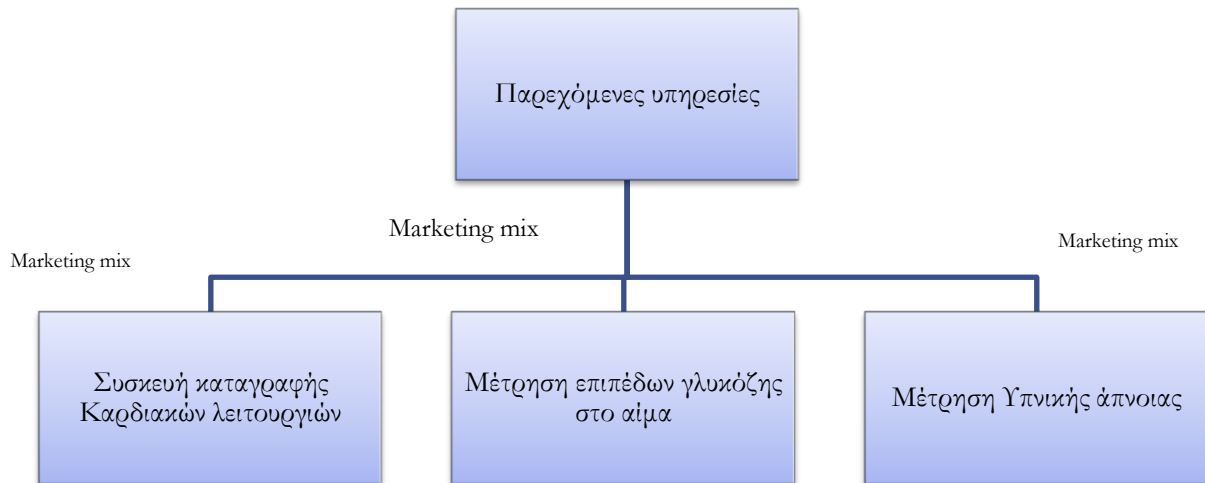 Παρεχόμενες υπηρεσίες
Marketing mix
Marketing mix
Marketing mix
Συσκευή καταγραφής
Καρδιακών λειτουργιών
Μέτρηση επιπέδων γλυκόζης
στο αίμα
Μέτρηση Υπνικής άπνοιας